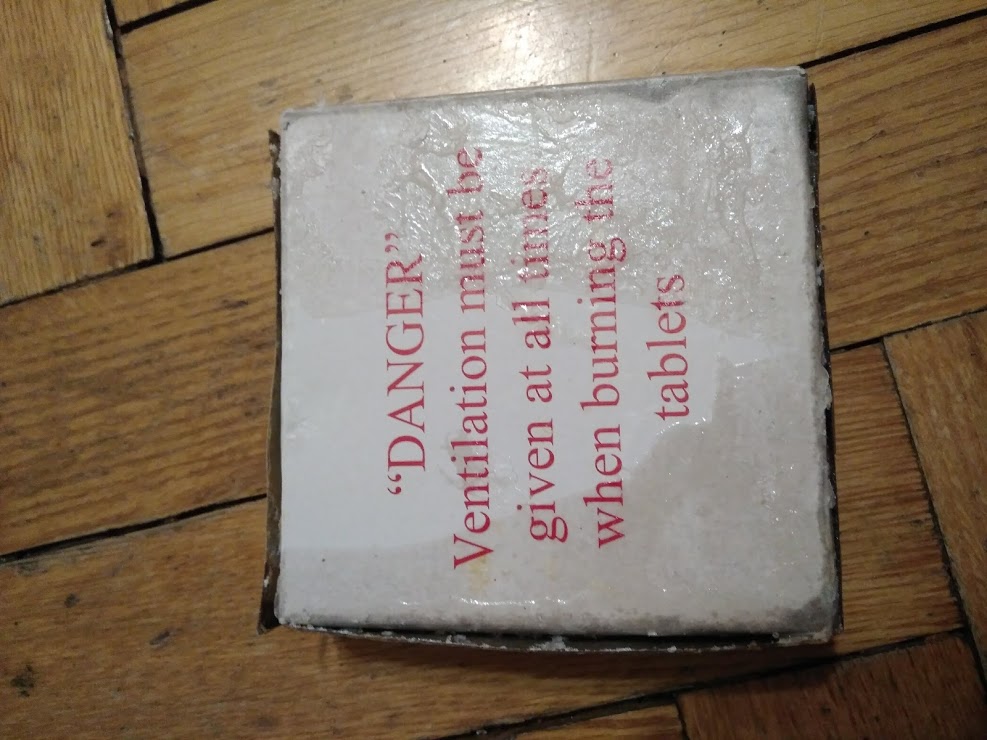 “DANGER”
Ventilation must be
given at all times
when burning the
tablets